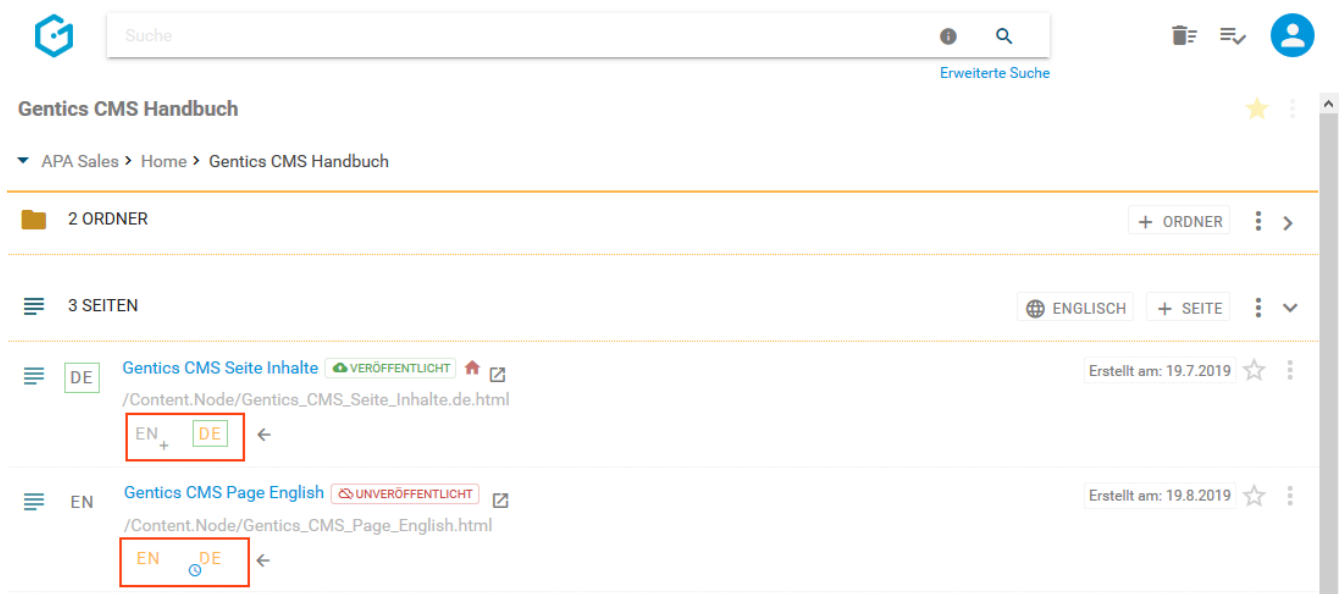 Suche
Erweiterte Suche
Gentics CMS Handbuch
APA Sales > Home > Gentics CMS Handbuch
2 ORDNER + ORDNER
3 SEITEN ENGLISCH + SEITE
DE Gentics CMS Seite Inhalte VERÖFFENTLICHT Erstellt am: 19.7.2019
/Content.Node/Gentics_CMS_Seite_Inhalte.de.html
EN+ DE ←
EN Gentics CMS Page English UNVERÖFFENTLICHT Erstellt am: 19.8.2019
/Content.Node/Gentics_CMS_Page_English.html
EN DE ←